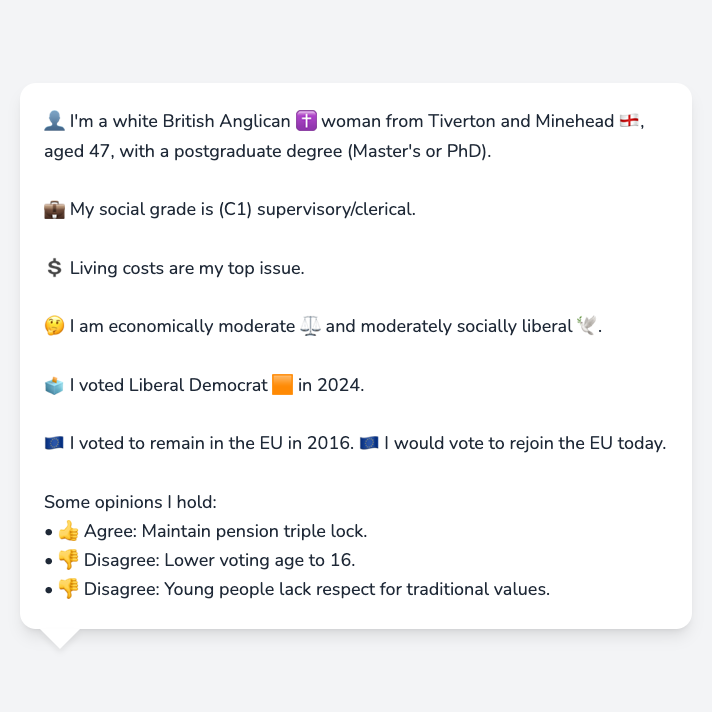 👤 I'm a white British Anglican ✝️ woman from Tiverton and Minehead 🏴󠁧󠁢󠁥󠁮󠁧󠁿,
aged 47, with a postgraduate degree (Master's or PhD).
💼 My social grade is (C1) supervisory/clerical.
💲 Living costs are my top issue.
🤔 I am economically moderate ⚖️ and moderately socially liberal 🕊️.
🗳️ I voted Liberal Democrat 🟧 in 2024.
🇪🇺 I voted to remain in the EU in 2016. 🇪🇺 I would vote to rejoin the EU today.
Some opinions I hold:
• 👍 Agree: Maintain pension triple lock.
• 👎 Disagree: Lower voting age to 16.
• 👎 Disagree: Young people lack respect for traditional values.